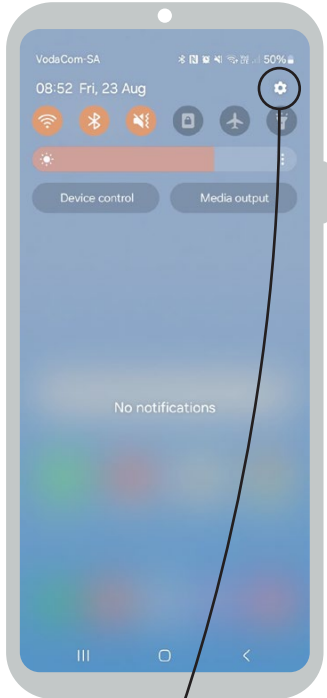 VodaCom-SA 50%
08:52 Fri, 23 Aug
Device control Media output
No notifications